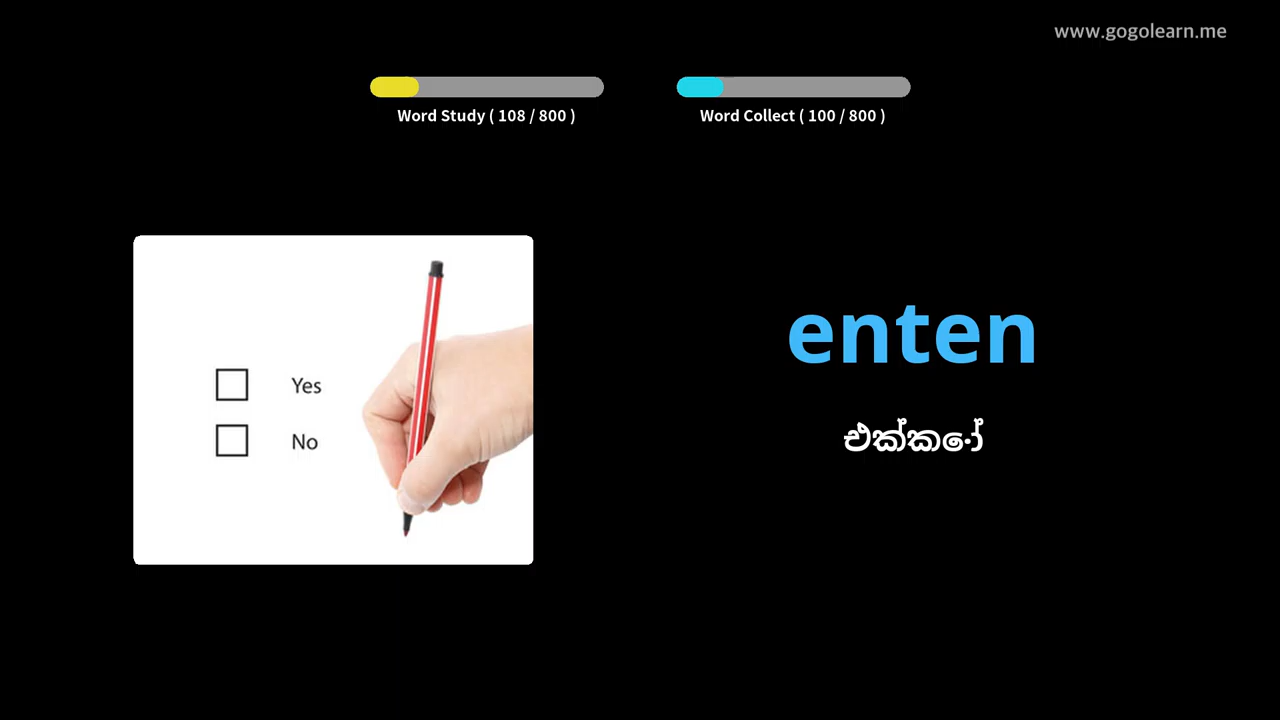 www.gogolearn.me
Word Study ( 108 / 800 )
Word Collect ( 100 / 800 )
Yes
No
enten
එක්කෝ